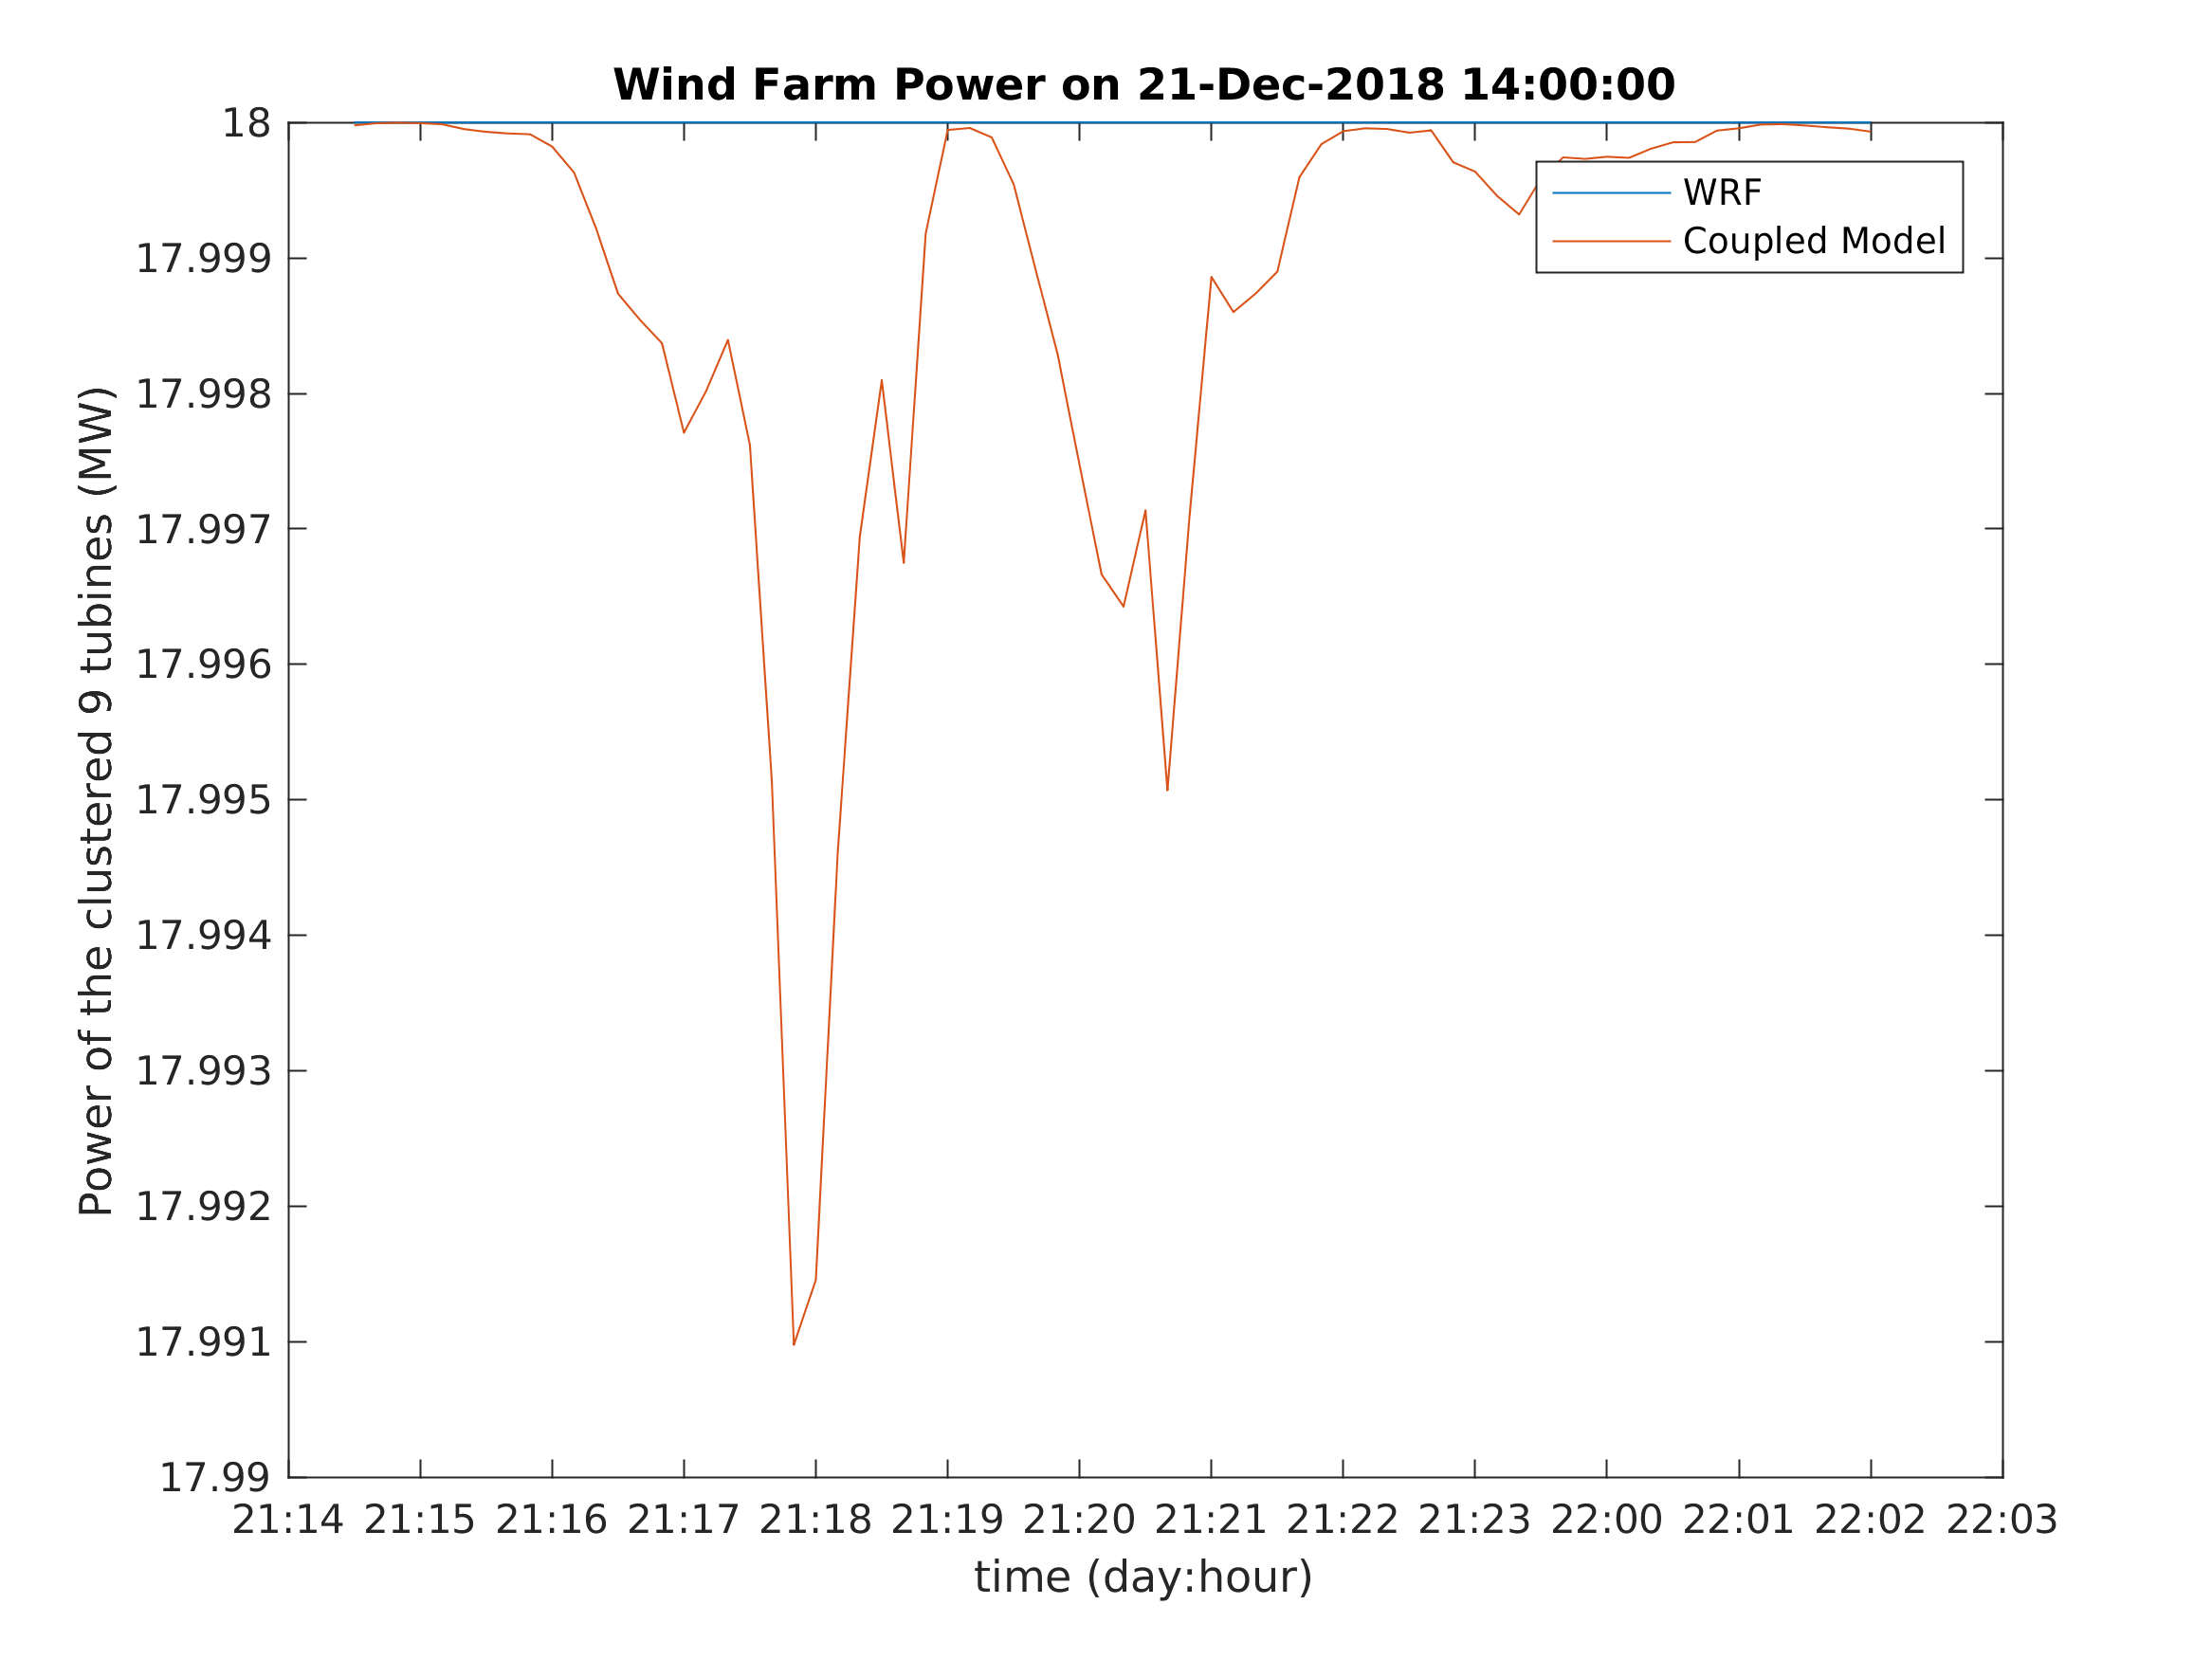 Wind Farm Power on 21-Dec-2018 14:00:00
18
17.999
17.998
17.997
17.996
17.995
17.994
17.993
17.992
17.991
17.99
Power of the clustered 9 tubines (MW)
WRF
Coupled Model
21:14 21:15 21:16 21:17 21:18 21:19 21:20 21:21 21:22 21:23 22:00 22:01 22:02 22:03
time (day:hour)